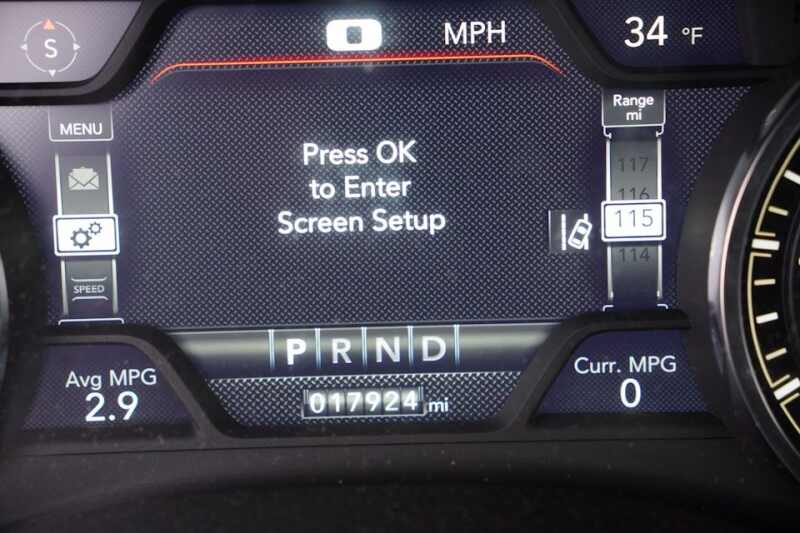 S
0 MPH
34 °F
MENU
Range
mi
Press OK
to Enter
Screen Setup
117
116
115
114
SPEED
P R N D
Avg MPG
2.9
017924 mi
Curr. MPG
0